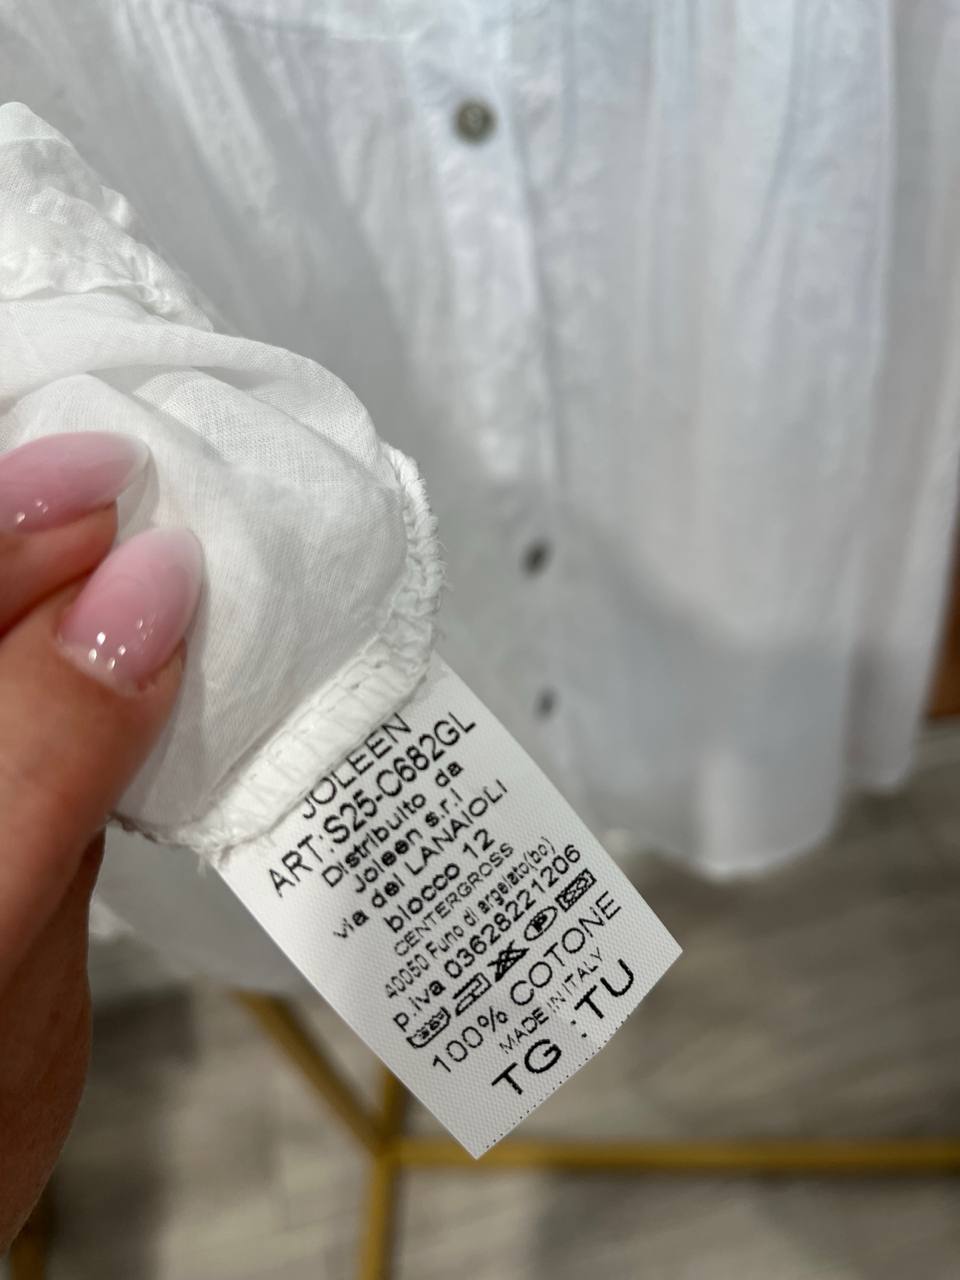 JOLEEN
ART:S25-C682GL
Distribuito da
Joleen s.r.l
via dei LANAIOLI
blocco 12
CENTERGROSS
40050 Funo di argelato(bo)
p.iva 03628221206
100% COTONE
MADE IN ITALY
TG :TU